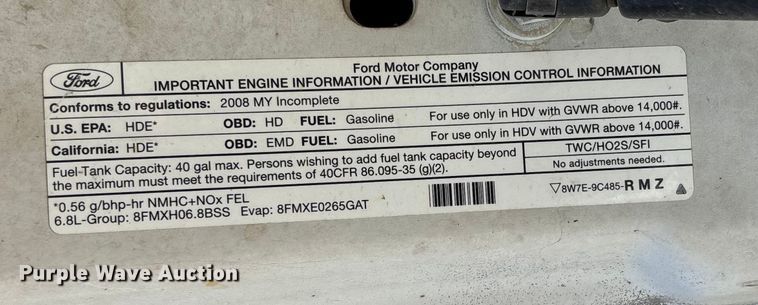 Ford
Ford Motor Company
IMPORTANT ENGINE INFORMATION / VEHICLE EMISSION CONTROL INFORMATION
Conforms to regulations: 2008 MY Incomplete
U.S. EPA: HDE* OBD: HD FUEL: Gasoline For use only in HDV with GVWR above 14,000#.
California: HDE* OBD: EMD FUEL: Gasoline For use only in HDV with GVWR above 14,000#.
Fuel-Tank Capacity: 40 gal max. Persons wishing to add fuel tank capacity beyond
the maximum must meet the requirements of 40CFR 86.095-35 (g)(2).
TWC/HO2S/SFI
No adjustments needed.
*0.56 g/bhp-hr NMHC+NOx FEL
6.8L-Group: 8FMXH06.8BSS Evap: 8FMXE0265GAT
▽8W7E-9C485-RMZ
Purple Wave Auction